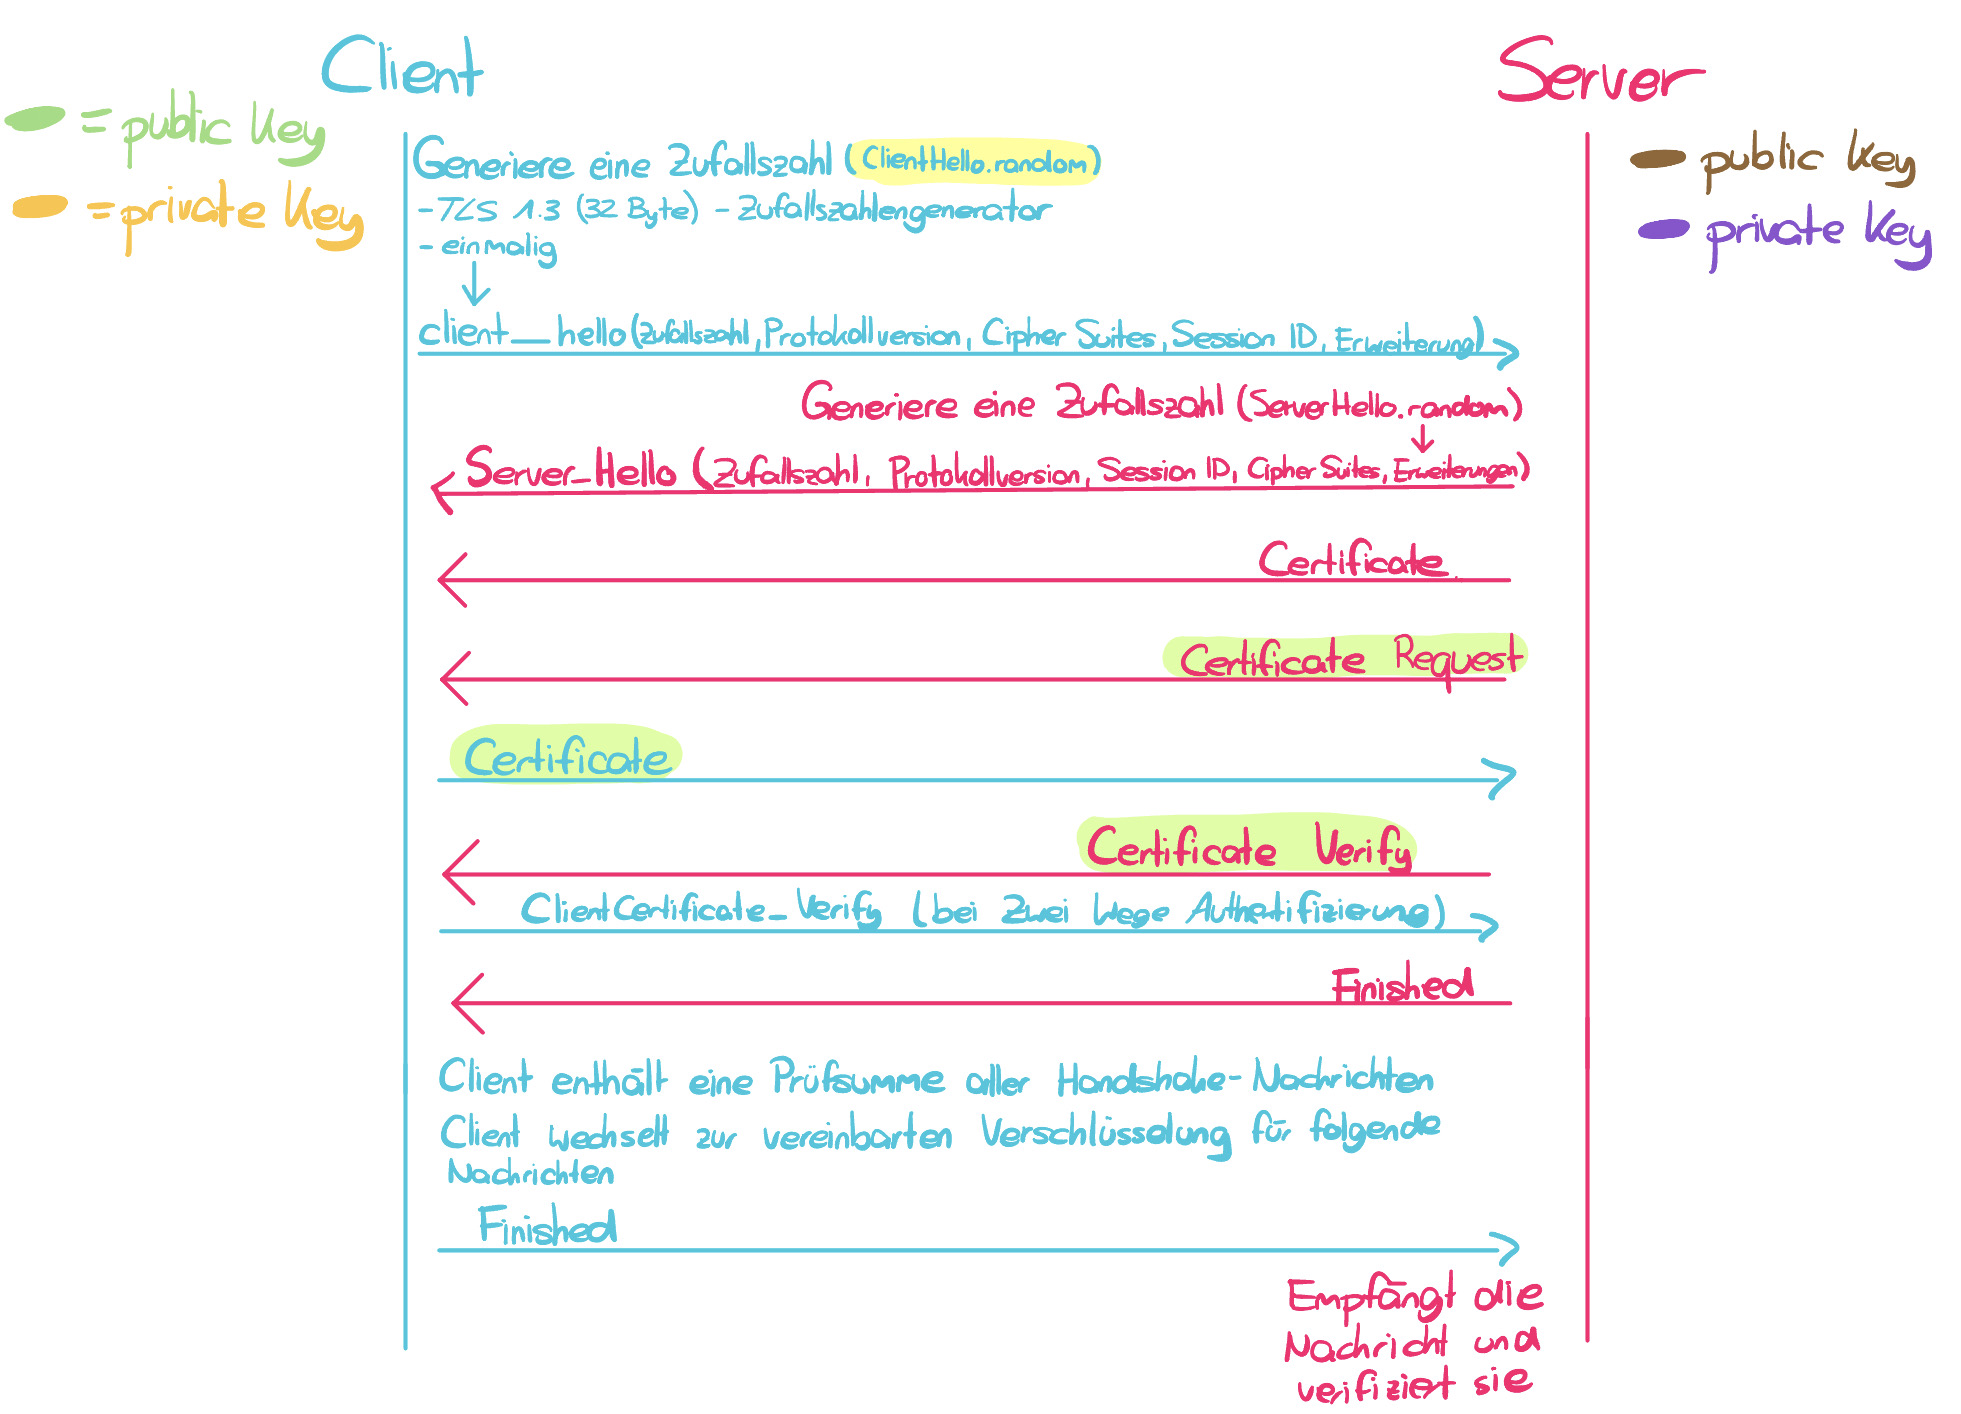 Client
Server
= public Key
= private Key
public Key
private Key
Generiere eine Zufallszahl (ClientHello.random)
- TLS 1.3 (32 Byte) - Zufallszahlengenerator
- einmalig
client_hello (Zufallszahl, Protokollversion, Cipher Suites, Session ID, Erweiterung)
Generiere eine Zufallszahl (ServerHello.random)
Server_Hello (Zufallszahl, Protokollversion, Session ID, Cipher Suites, Erweiterungen)
Certificate
Certificate Request
Certificate
Certificate Verify
ClientCertificate_Verify (bei Zwei Wege Authentifizierung)
Finished
Client enthält eine Prüfsumme aller Handshake-Nachrichten
Client wechselt zur vereinbarten Verschlüsselung für folgende
Nachrichten
Finished
Empfängt die
Nachricht und
verifiziert sie